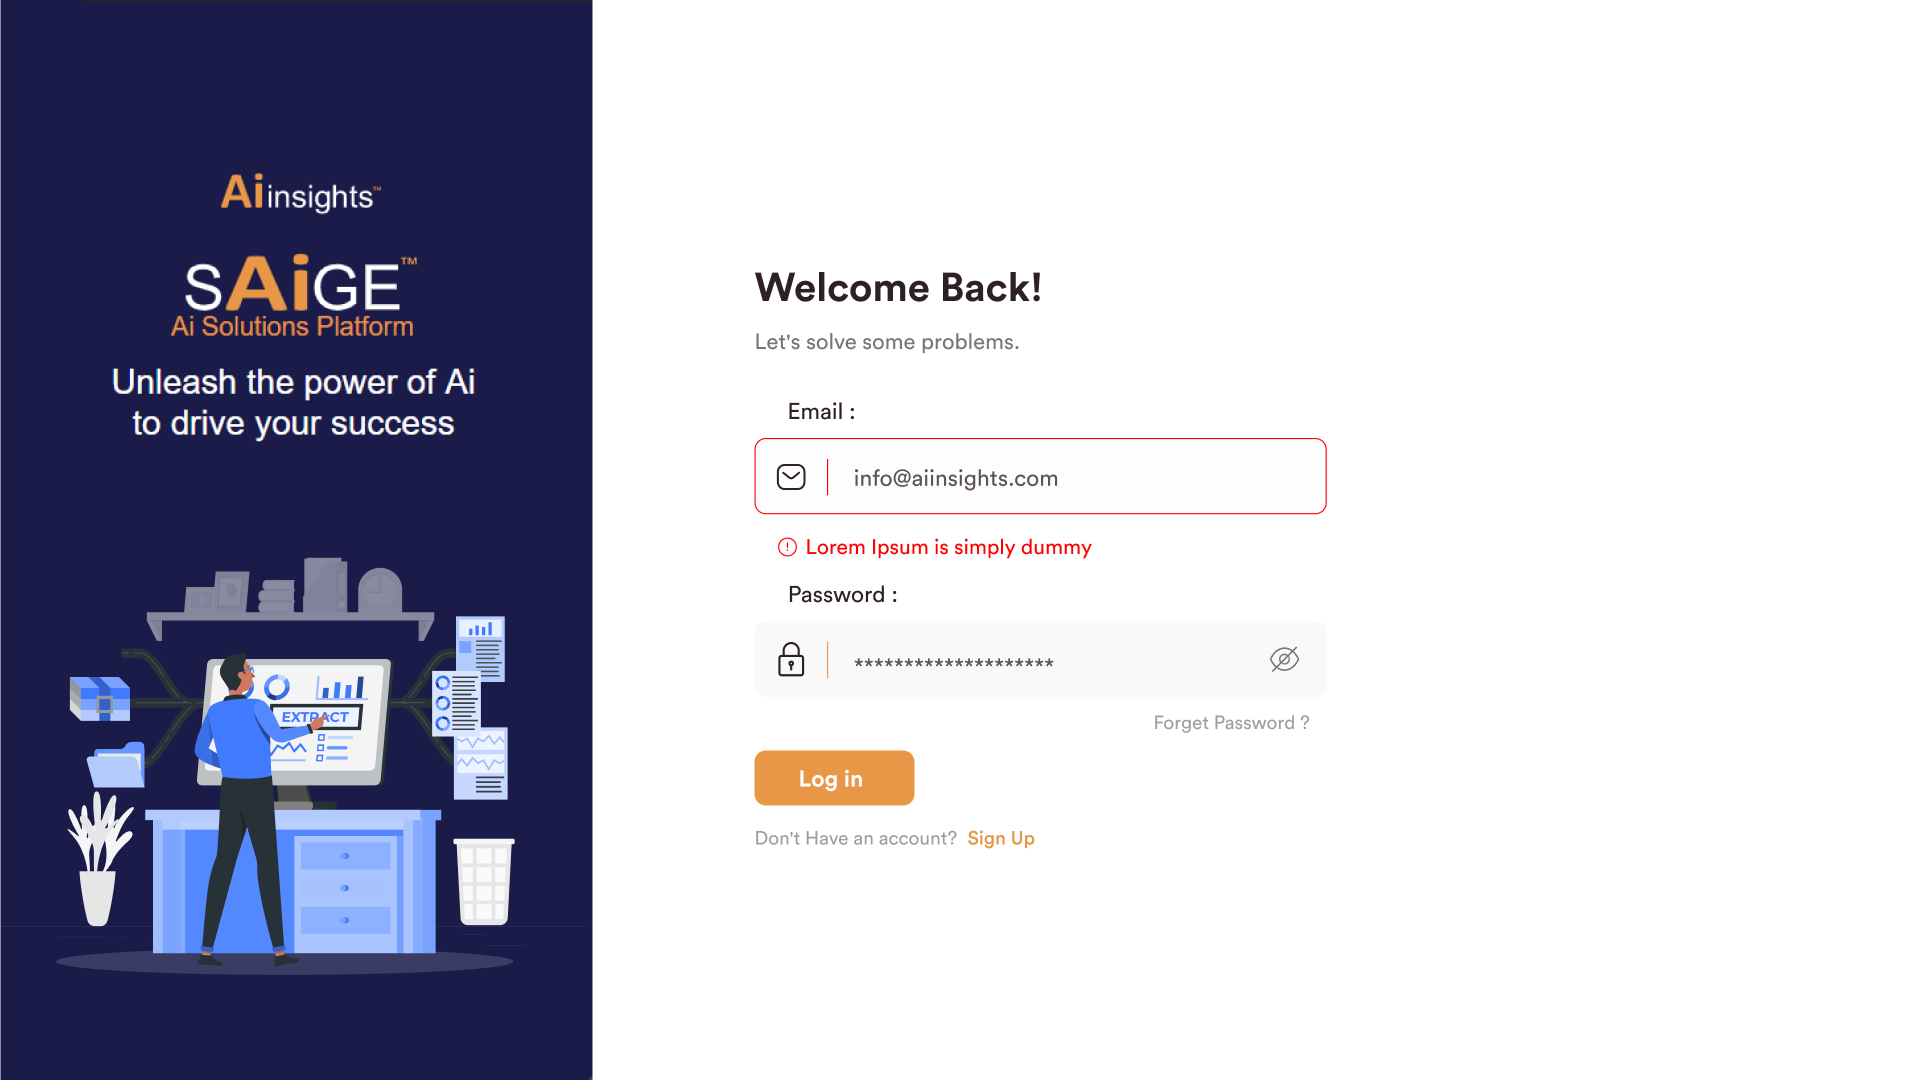 Ai insights™
SAiGE™
Ai Solutions Platform
Unleash the power of Ai
to drive your success
EXTRACT
Welcome Back!
Let's solve some problems.
Email :
info@aiinsights.com
Lorem Ipsum is simply dummy
Password :
********************
Forget Password ?
Log in
Don't Have an account? Sign Up